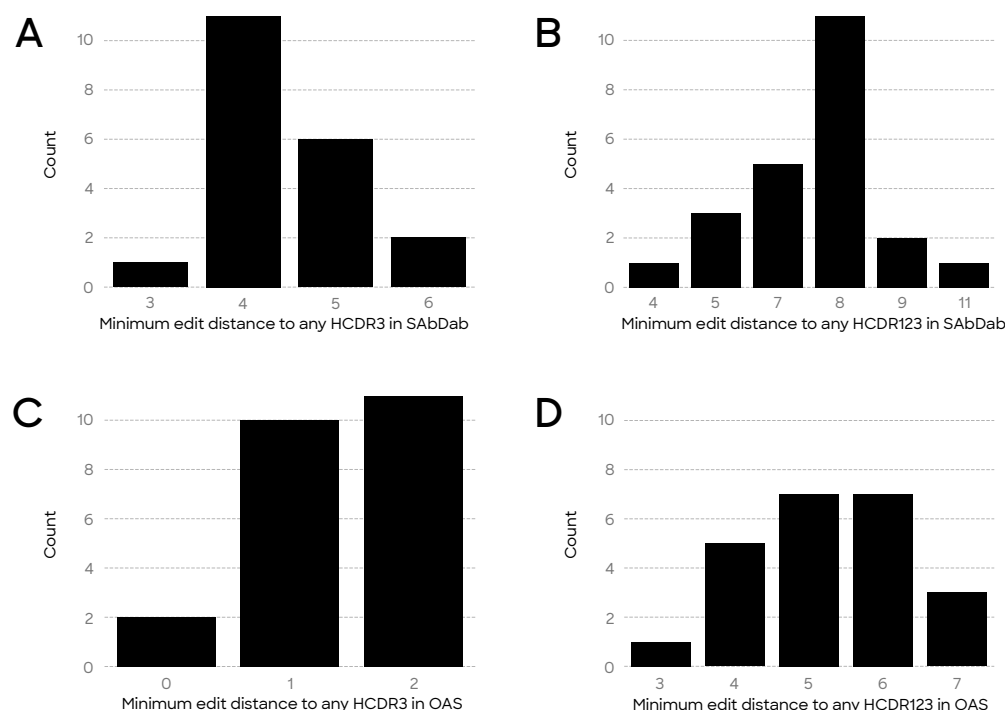 A
10
8
6
4
2
0
Count
3 4 5 6
Minimum edit distance to any HCDR3 in SAbDab
B
10
8
6
4
2
0
Count
4 5 7 8 9 11
Minimum edit distance to any HCDR123 in SAbDab
C
10
8
6
4
2
0
Count
0 1 2
Minimum edit distance to any HCDR3 in OAS
D
10
8
6
4
2
0
Count
3 4 5 6 7
Minimum edit distance to any HCDR123 in OAS